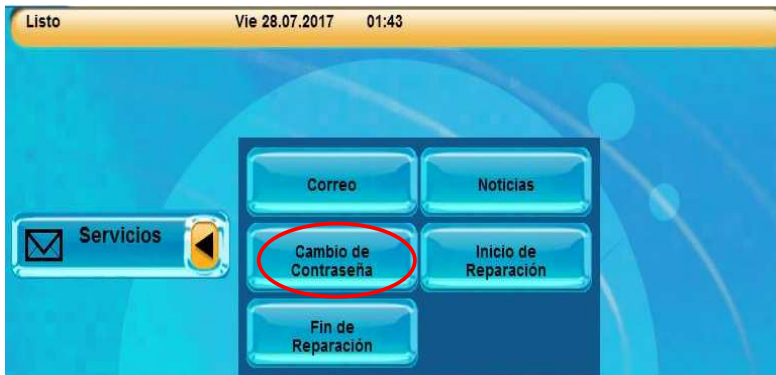 Listo Vie 28.07.2017 01:43
Correo Noticias
Servicios
Cambio de
Contraseña
Inicio de
Reparación
Fin de
Reparación